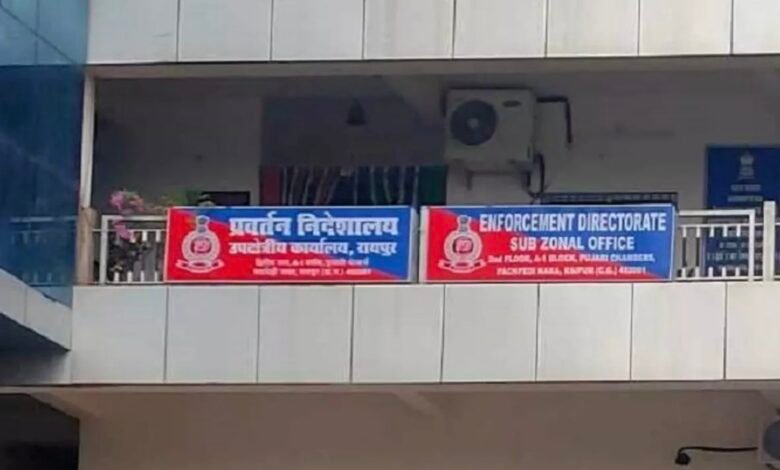 प्रवर्तन निदेशालय
उपक्षेत्रीय कार्यालय, रायपुर
ENFORCEMENT DIRECTORATE
SUB ZONAL OFFICE
2nd FLOOR, A-1 BLOCK, PUJARI CHAMBERS,
PACHPEDI NAKA, RAIPUR (C.G.) 492001